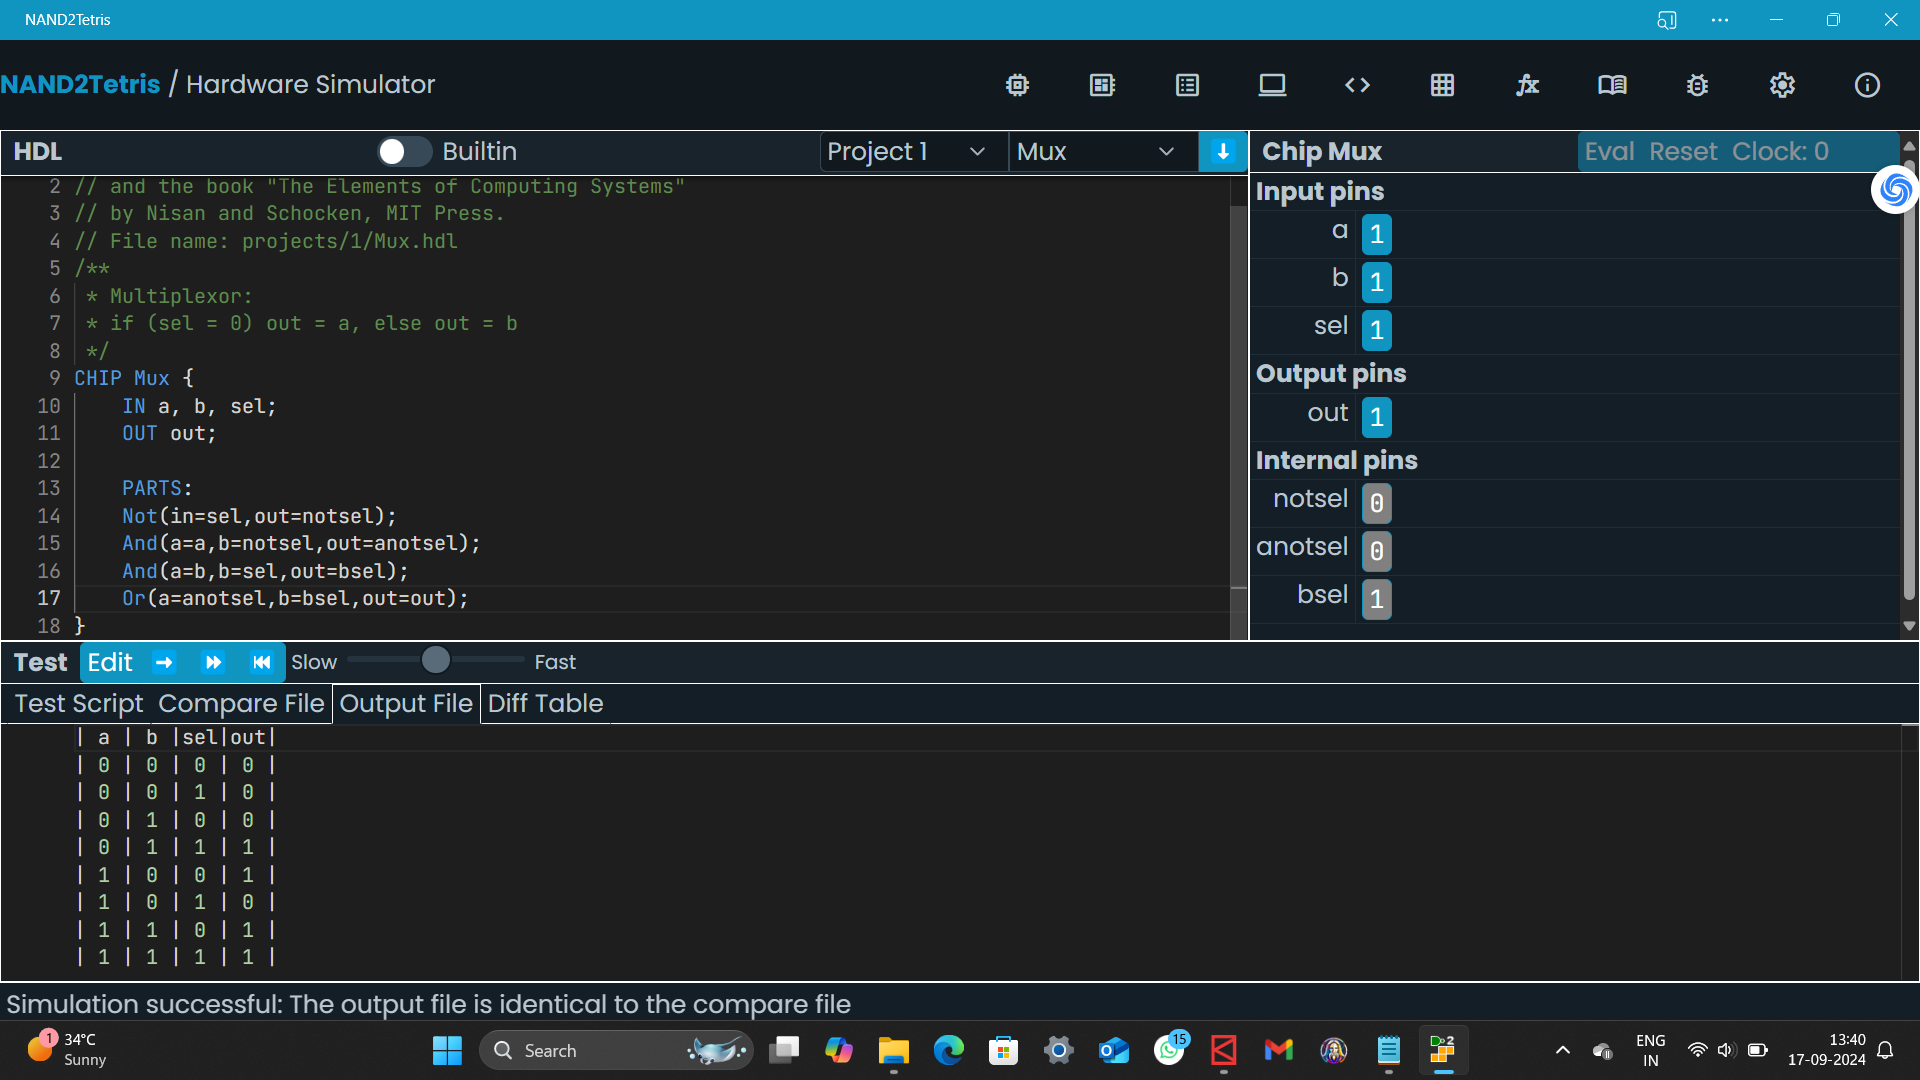 NAND2Tetris
NAND2Tetris / Hardware Simulator
HDL
Builtin
Project 1
Mux
Chip Mux
Eval Reset Clock: 0
2 // and the book "The Elements of Computing Systems"
3 // by Nisan and Schocken, MIT Press.
4 // File name: projects/1/Mux.hdl
5 /**
6 * Multiplexor:
7 * if (sel = 0) out = a, else out = b
8 */
9 CHIP Mux {
10 IN a, b, sel;
11 OUT out;
12
13 PARTS:
14 Not(in=sel,out=notsel);
15 And(a=a,b=notsel,out=anotsel);
16 And(a=b,b=sel,out=bsel);
17 Or(a=anotsel,b=bsel,out=out);
18 }
Input pins
a 1
b 1
sel 1
Output pins
out 1
Internal pins
notsel 0
anotsel 0
bsel 1
Test Edit Slow Fast
Test Script Compare File Output File Diff Table
| a | b |sel|out|
| 0 | 0 | 0 | 0 |
| 0 | 0 | 1 | 0 |
| 0 | 1 | 0 | 0 |
| 0 | 1 | 1 | 1 |
| 1 | 0 | 0 | 1 |
| 1 | 0 | 1 | 0 |
| 1 | 1 | 0 | 1 |
| 1 | 1 | 1 | 1 |
Simulation successful: The output file is identical to the compare file
1
34°C
Sunny
Search
15
ENG
IN
13:40
17-09-2024